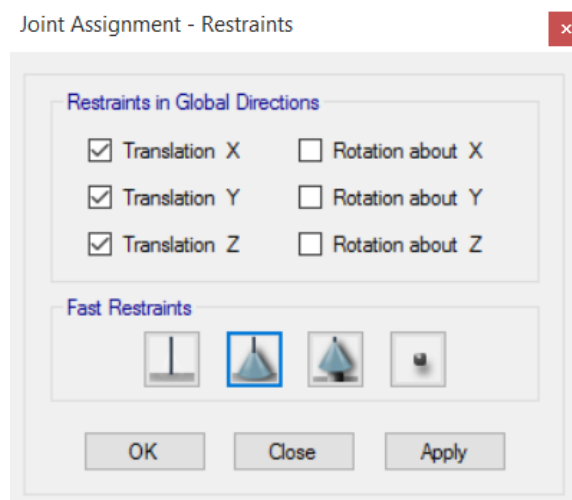 Joint Assignment - Restraints
Restraints in Global Directions
Translation X Rotation about X
Translation Y Rotation about Y
Translation Z Rotation about Z
Fast Restraints
OK Close Apply